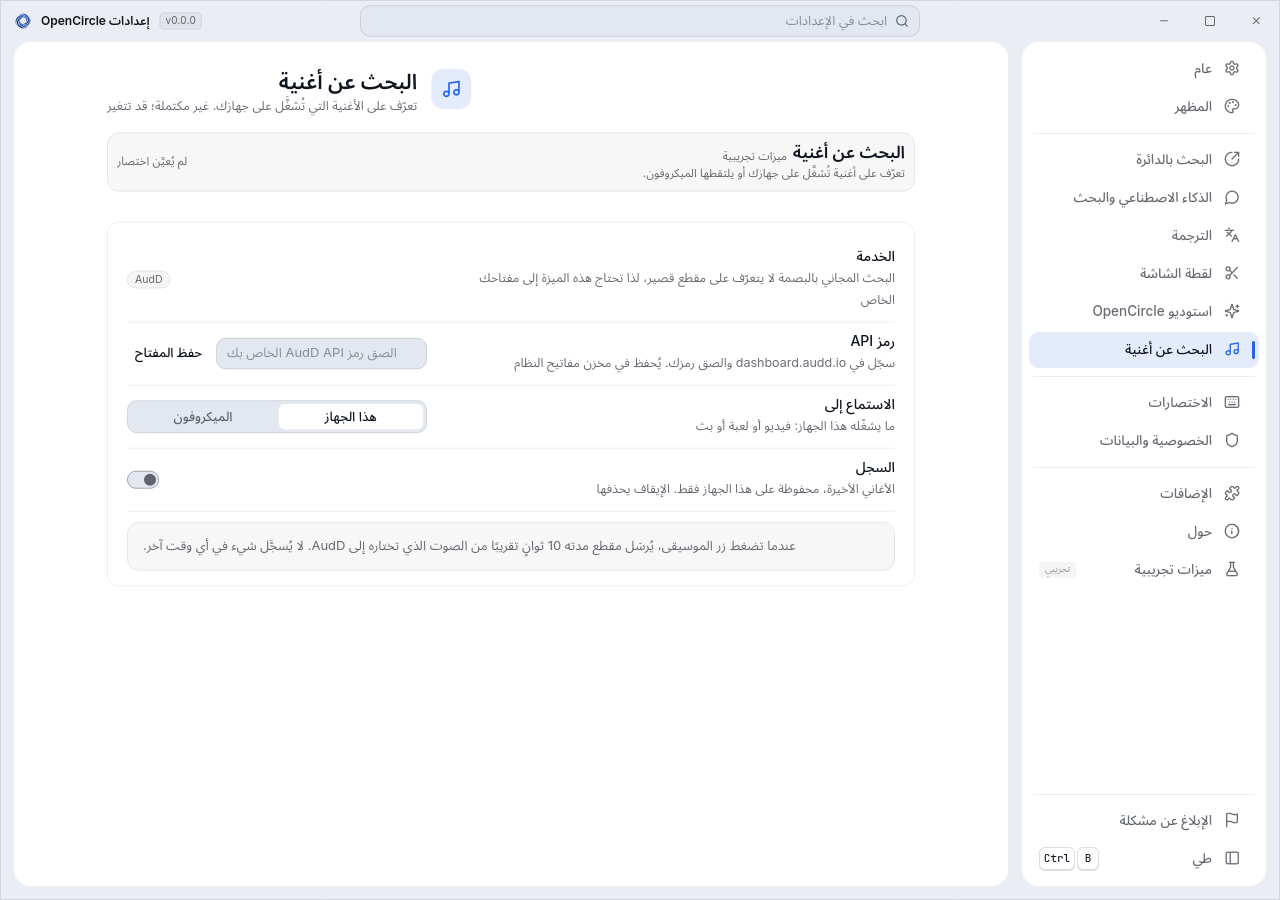 إعدادات OpenCircle
v0.0.0
ابحث في الإعدادات
عام
المظهر
البحث بالدائرة
الذكاء الاصطناعي والبحث
الترجمة
لقطة الشاشة
استوديو OpenCircle
البحث عن أغنية
الاختصارات
الخصوصية والبيانات
الإضافات
حول
ميزات تجريبية
تجريبي
الإبلاغ عن مشكلة
طي
Ctrl B
البحث عن أغنية
تعرّف على الأغنية التي تُشغَّل على جهازك. غير مكتملة؛ قد تتغير
البحث عن أغنية ميزات تجريبية
تعرّف على أغنية تُشغَّل على جهازك أو يلتقطها الميكروفون.
لم يُعيَّن اختصار
الخدمة
البحث المجاني بالبصمة لا يتعرّف على مقطع قصير، لذا تحتاج هذه الميزة إلى مفتاحك
الخاص
AudD
رمز API
سجّل في dashboard.audd.io والصق رمزك. يُحفظ في مخزن مفاتيح النظام
الصق رمز AudD API الخاص بك
حفظ المفتاح
الاستماع إلى
ما يشغّله هذا الجهاز: فيديو أو لعبة أو بث
هذا الجهاز
الميكروفون
السجل
الأغاني الأخيرة، محفوظة على هذا الجهاز فقط. الإيقاف يحذفها
عندما تضغط زر الموسيقى، يُرسَل مقطع مدته 10 ثوانٍ تقريبًا من الصوت الذي تختاره إلى AudD. لا يُسجَّل شيء في أي وقت آخر.